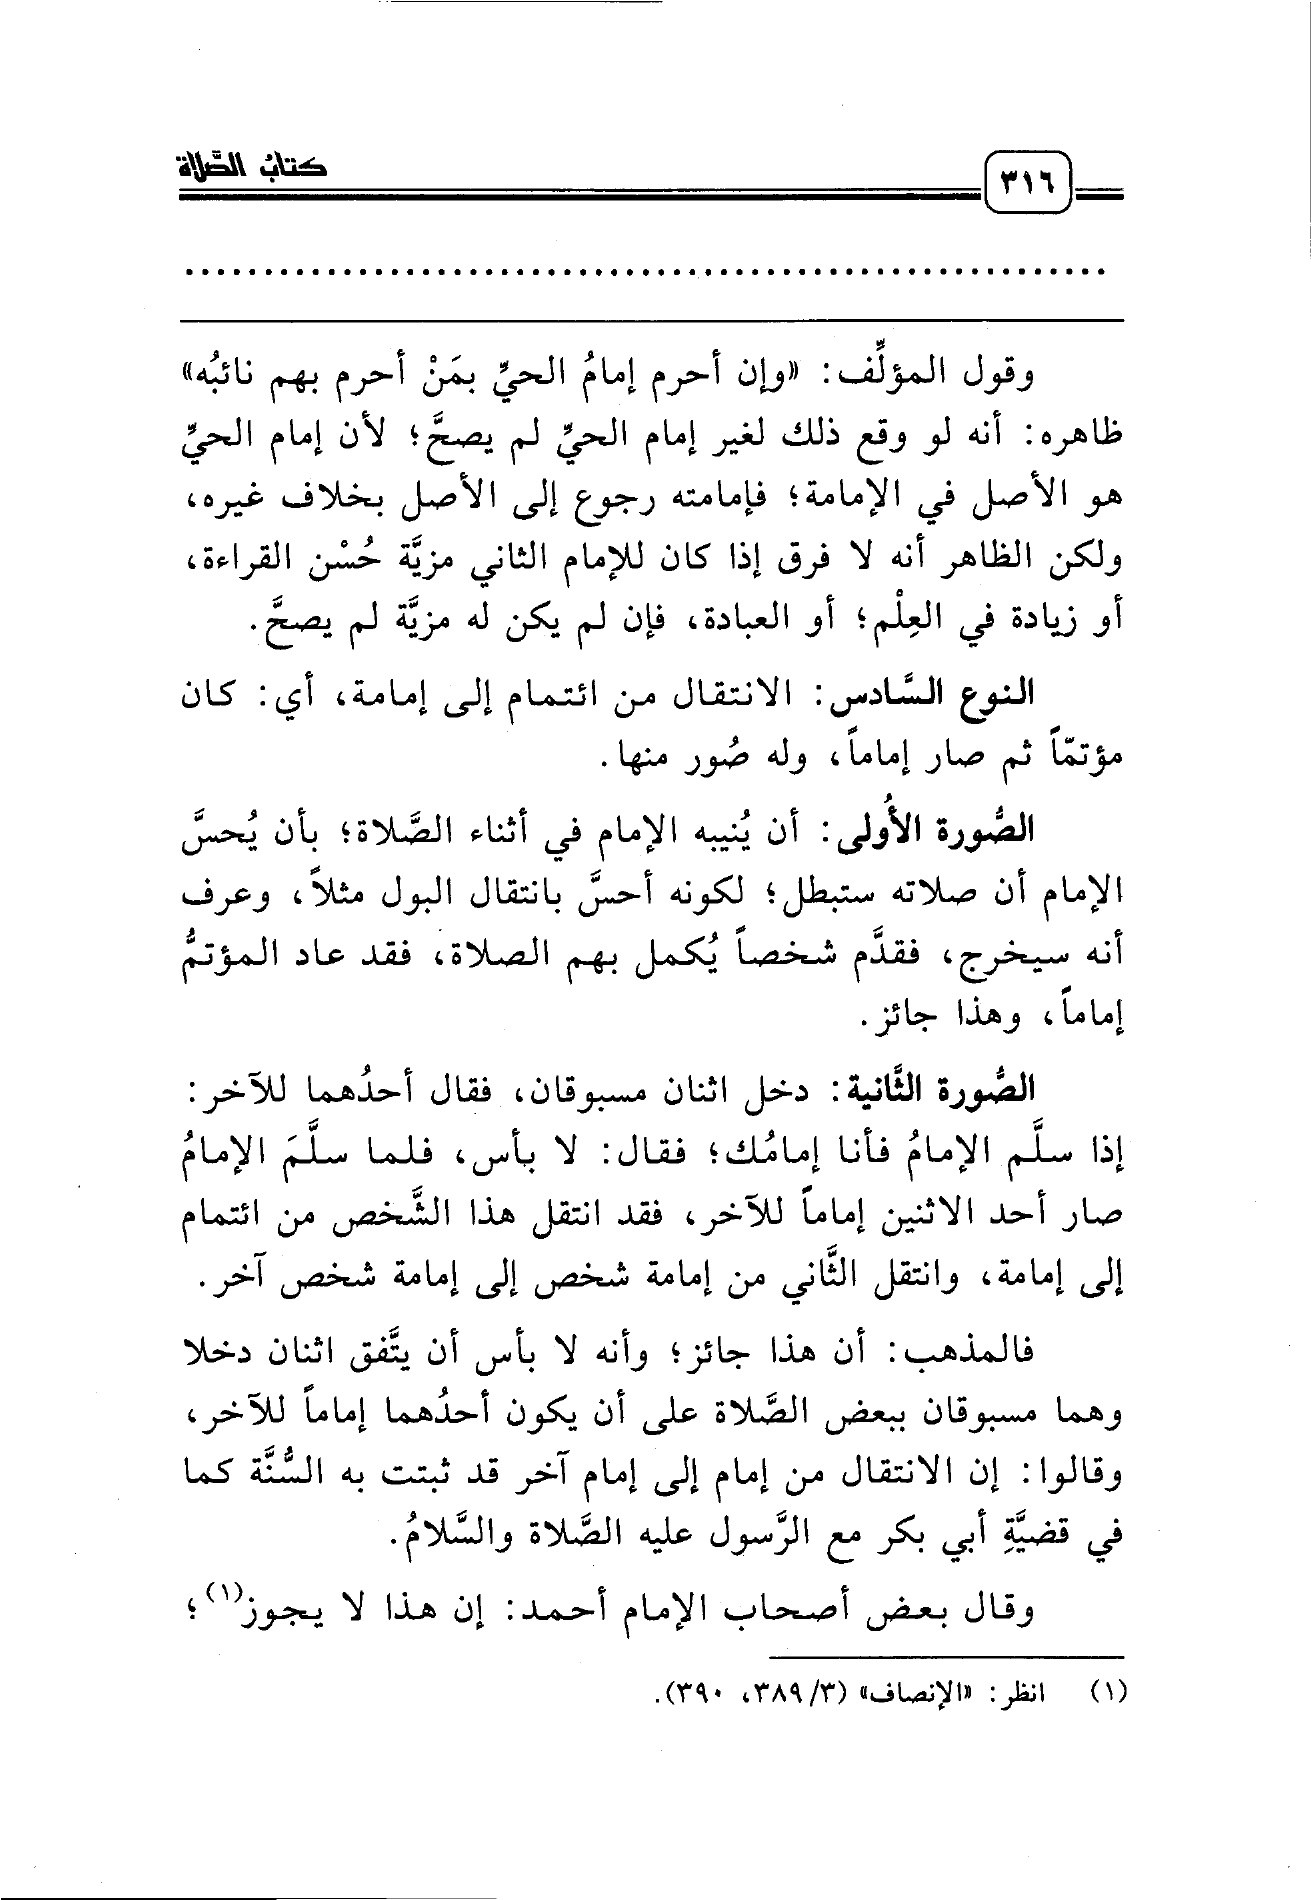 ٣١٦
كتابُ الصَّلاة
وقول المؤلِّف: «وإن أحرم إمامُ الحيِّ بمَنْ أحرم بهم نائبُه»
ظاهره: أنه لو وقع ذلك لغير إمام الحيِّ لم يصحَّ؛ لأن إمام الحيِّ
هو الأصل في الإمامة؛ فإمامته رجوع إلى الأصل بخلاف غيره،
ولكن الظاهر أنه لا فرق إذا كان للإمام الثاني مزيَّة حُسْن القراءة،
أو زيادة في العِلْم؛ أو العبادة، فإن لم يكن له مزيَّة لم يصحَّ.
النوع السَّادس: الانتقال من ائتمام إلى إمامة، أي: كان
مؤتمّاً ثم صار إماماً، وله صُور منها.
الصُّورة الأُولى: أن يُنيبه الإمام في أثناء الصَّلاة؛ بأن يُحسَّ
الإمام أن صلاته ستبطل؛ لكونه أحسَّ بانتقال البول مثلاً، وعرف
أنه سيخرج، فقدَّم شخصاً يُكمل بهم الصلاة، فقد عاد المؤتمُّ
إماماً، وهذا جائز.
الصُّورة الثَّانية: دخل اثنان مسبوقان، فقال أحدُهما للآخر:
إذا سلَّم الإمامُ فأنا إمامُك؛ فقال: لا بأس، فلما سلَّمَ الإمامُ
صار أحد الاثنين إماماً للآخر، فقد انتقل هذا الشَّخص من ائتمام
إلى إمامة، وانتقل الثَّاني من إمامة شخص إلى إمامة شخص آخر.
فالمذهب: أن هذا جائز؛ وأنه لا بأس أن يتَّفق اثنان دخلا
وهما مسبوقان ببعض الصَّلاة على أن يكون أحدُهما إماماً للآخر،
وقالوا: إن الانتقال من إمام إلى إمام آخر قد ثبتت به السُّنَّة كما
في قضيَّةِ أبي بكر مع الرَّسول عليه الصَّلاة والسَّلامُ.
وقال بعض أصحاب الإمام أحمد: إن هذا لا يجوز(١)؛
(١) انظر: «الإنصاف» (٣/٣٨٩، ٣٩٠).